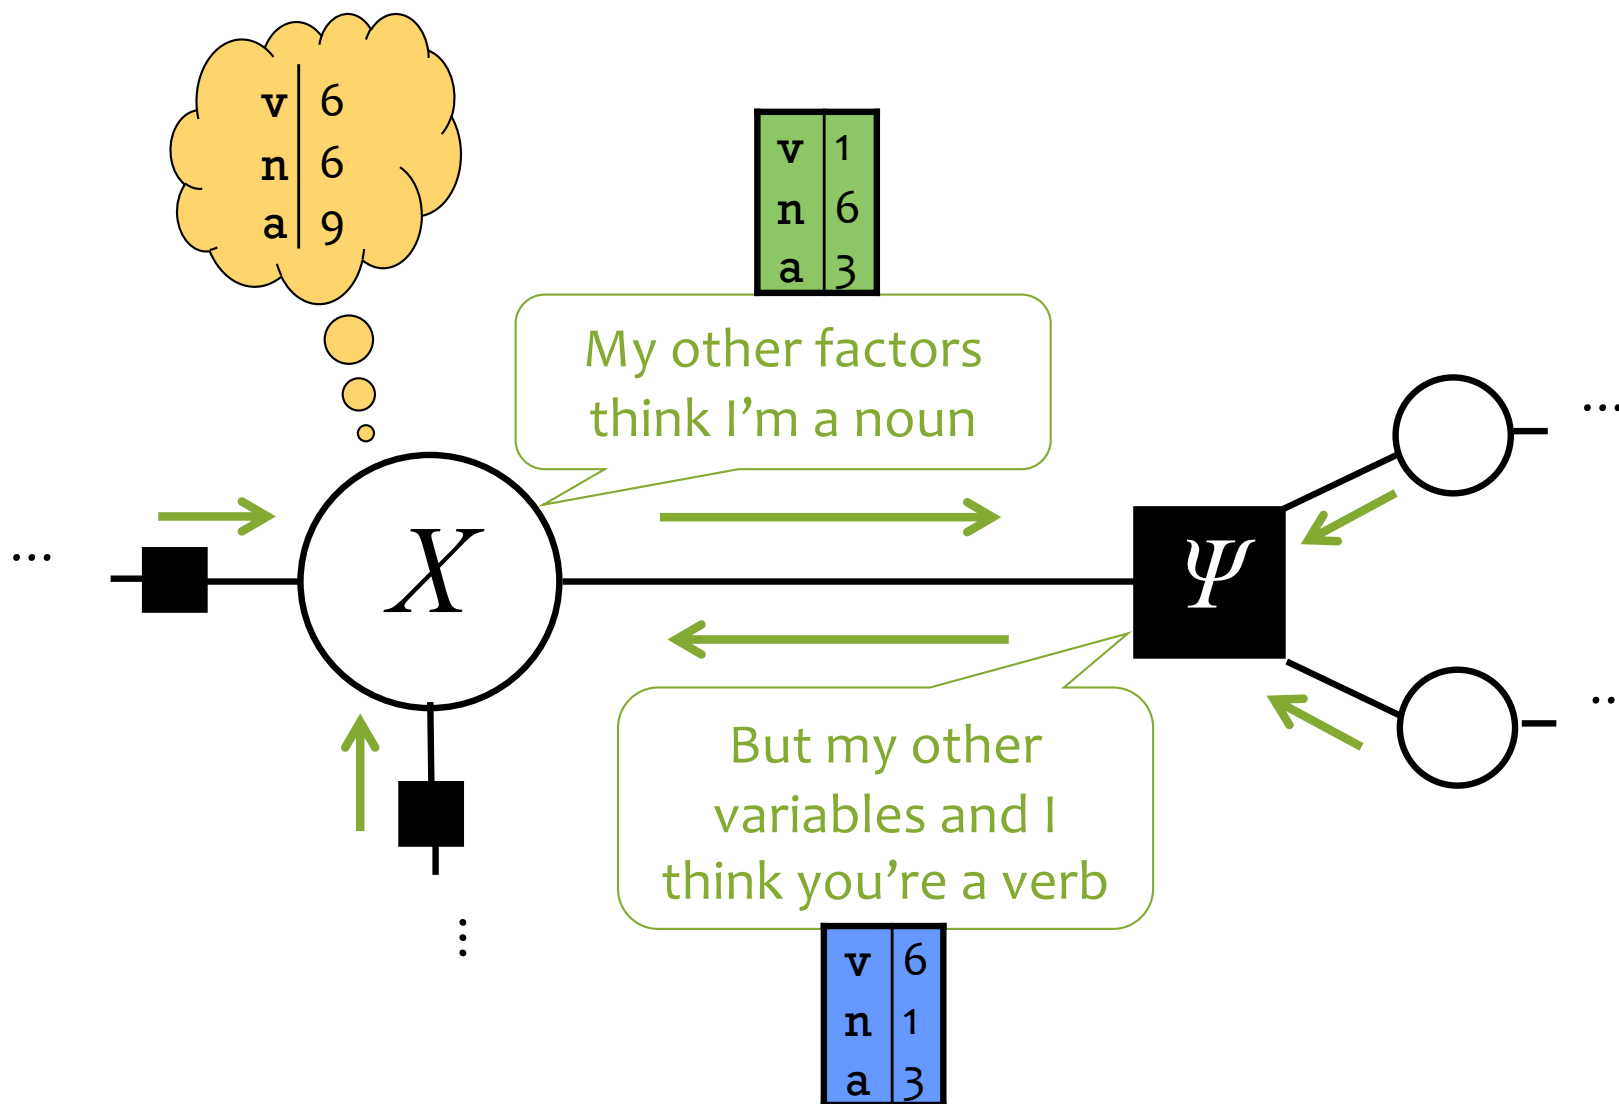 v 6
n 6
a 9
v 1
n 6
a 3
My other factors
think I'm a noun
...
X
Ψ
...
...
But my other
variables and I
think you're a verb
...
v 6
n 1
a 3